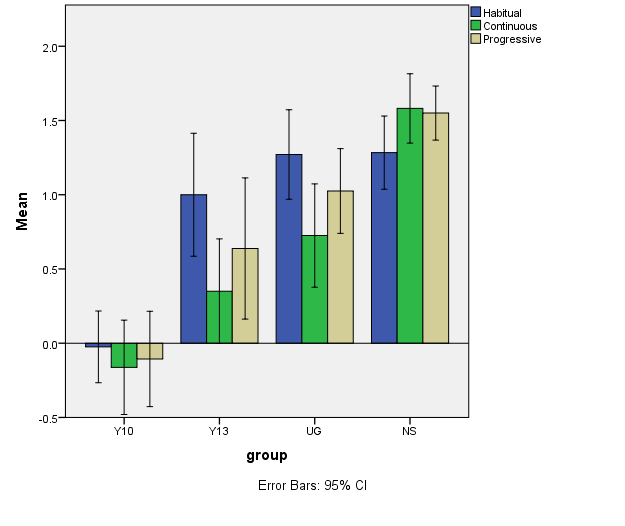 Habitual
Continuous
Progressive
Mean
2.0
1.5
1.0
0.5
0.0
-0.5
Y10 Y13 UG NS
group
Error Bars: 95% CI